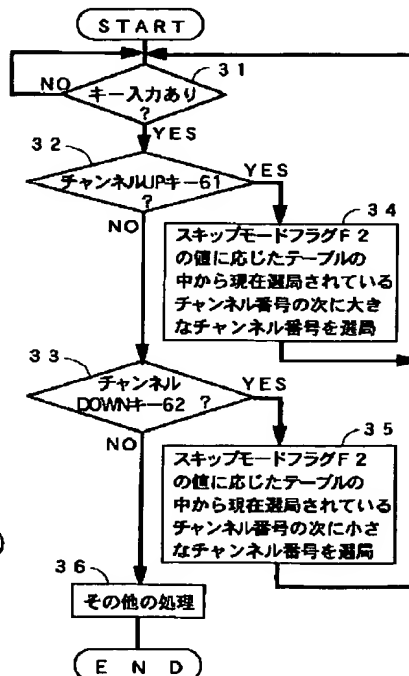 START
31
NO
キー入力あり
?
YES
32
チャンネルUPキー61
?
YES
NO
34
スキップモードフラグF2
の値に応じたテーブルの
中から現在選局されている
チャンネル番号の次に大き
なチャンネル番号を選局
33
チャンネル
DOWNキー62 ?
YES
NO
35
スキップモードフラグF2
の値に応じたテーブルの
中から現在選局されている
チャンネル番号の次に小さ
なチャンネル番号を選局
)
36
その他の処理
END